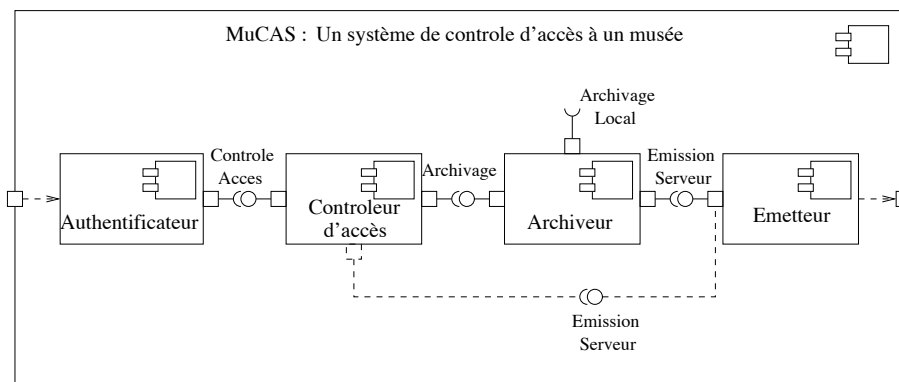 MuCAS : Un système de controle d'accès à un musée
Archivage
Local
Controle
Acces
Archivage
Emission
Serveur
Authentificateur
Controleur
d'accès
Archiveur
Emetteur
Emission
Serveur